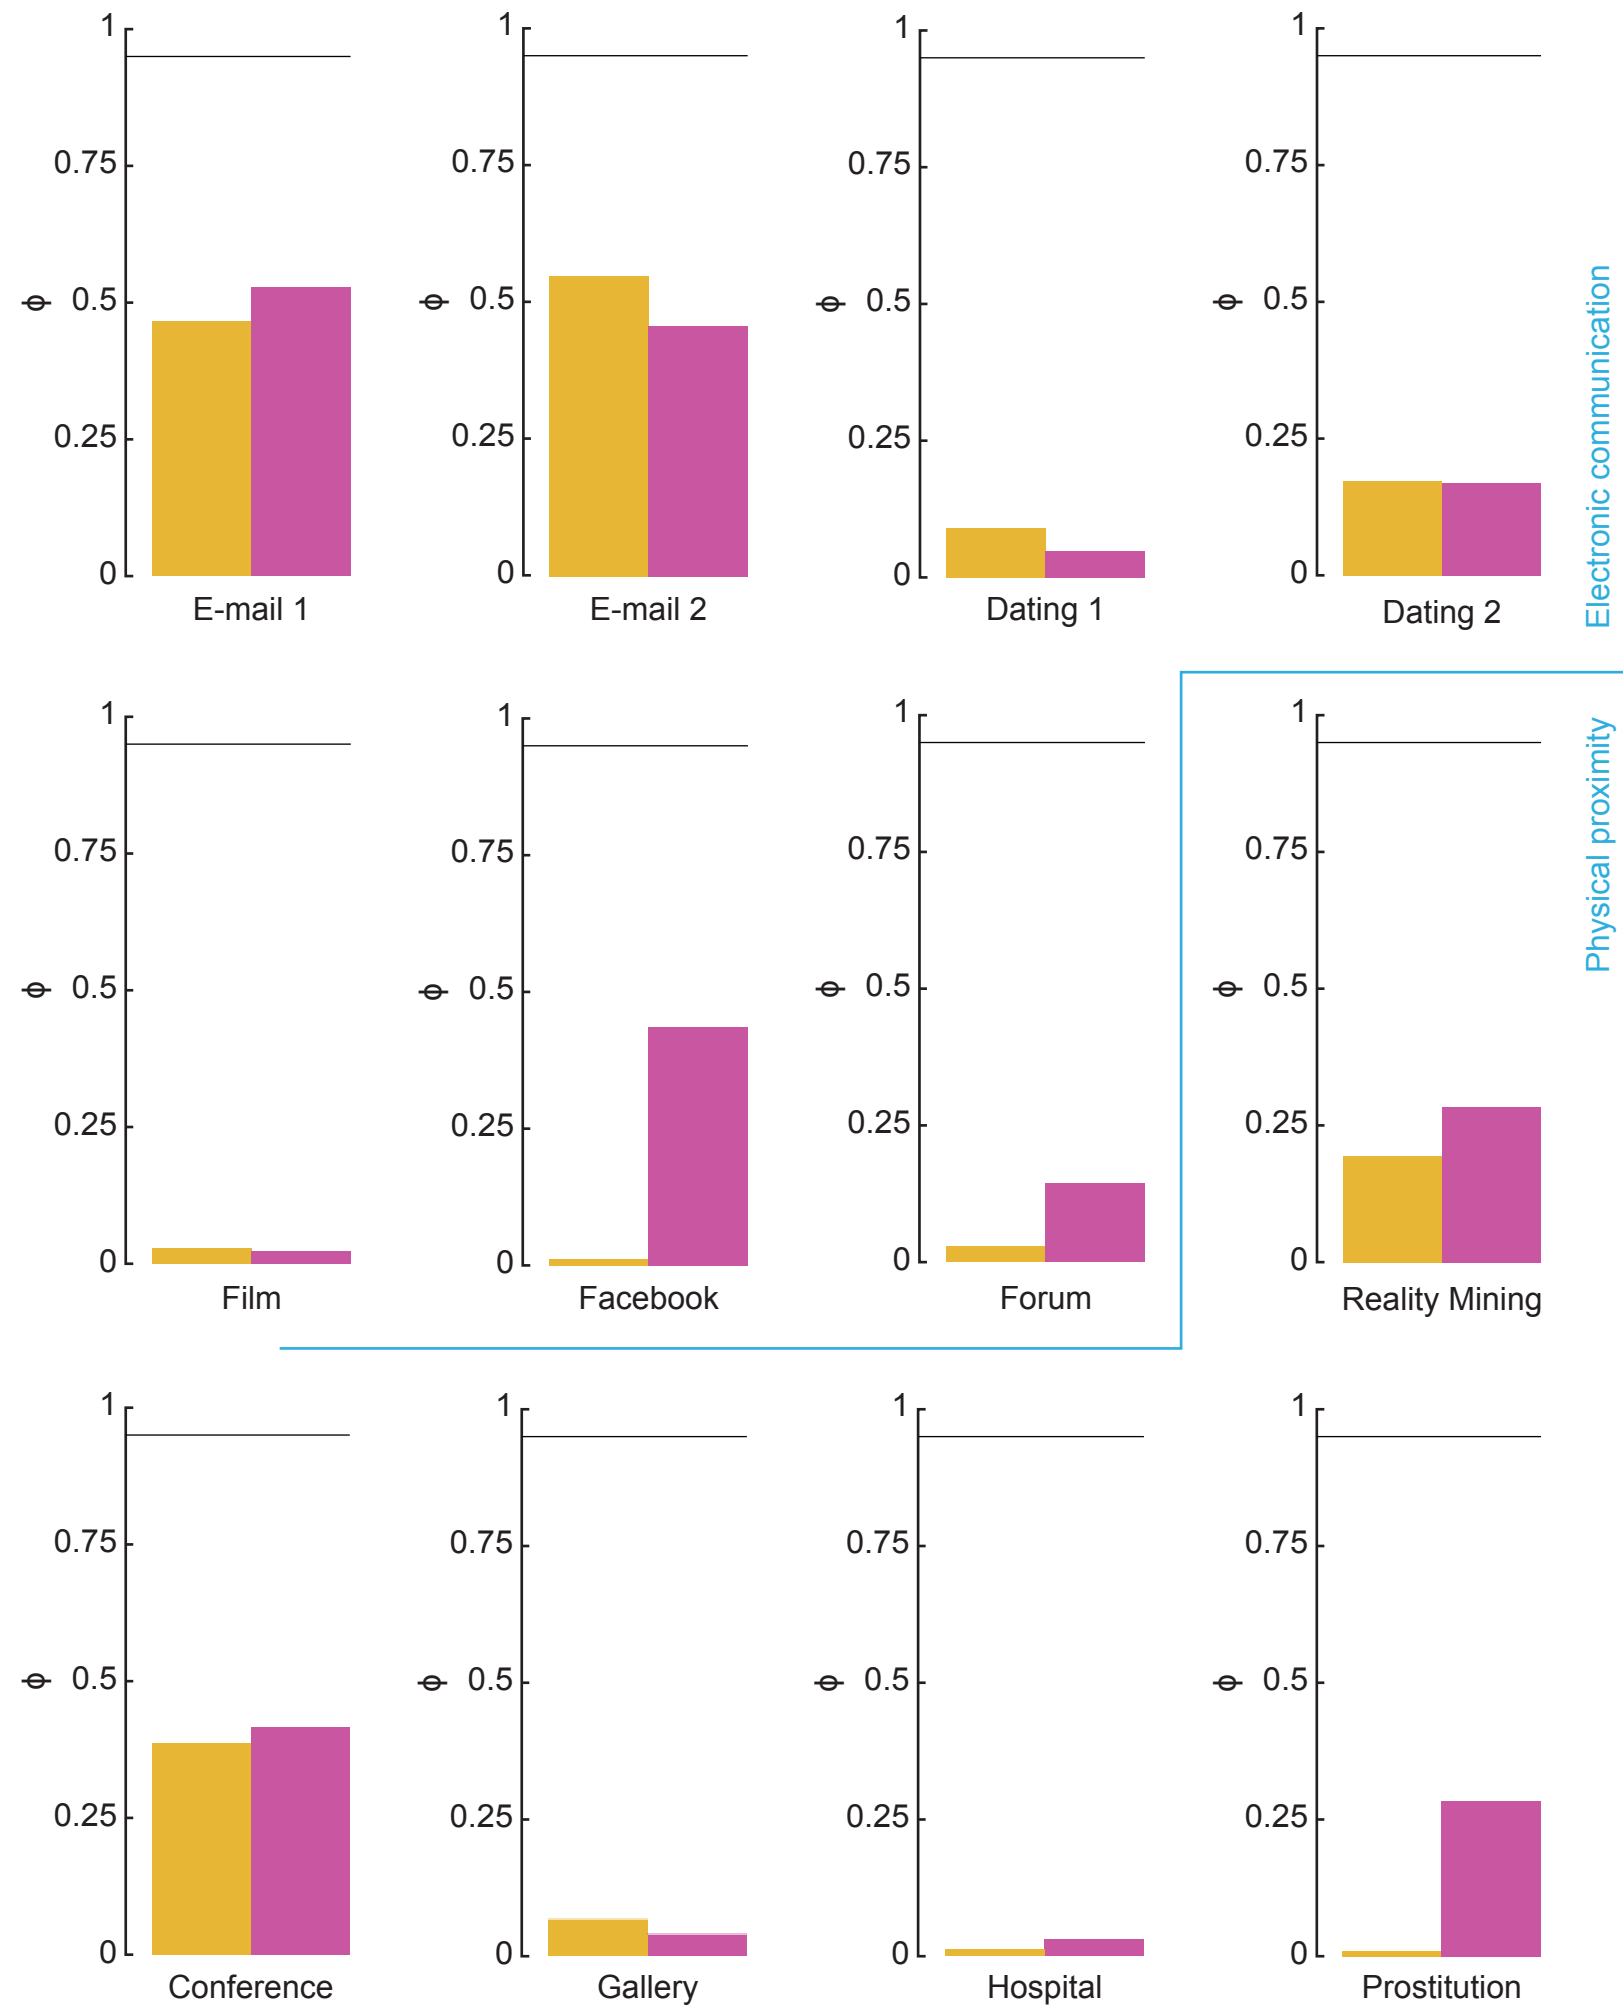 1
0.75
ϕ 0.5
0.25
0
E-mail 1
1
0.75
ϕ 0.5
0.25
0
E-mail 2
1
0.75
ϕ 0.5
0.25
0
Dating 1
1
0.75
ϕ 0.5
0.25
0
Dating 2
Electronic communication
1
0.75
ϕ 0.5
0.25
0
Film
1
0.75
ϕ 0.5
0.25
0
Facebook
1
0.75
ϕ 0.5
0.25
0
Forum
1
0.75
ϕ 0.5
0.25
0
Reality Mining
Physical proximity
1
0.75
ϕ 0.5
0.25
0
Conference
1
0.75
ϕ 0.5
0.25
0
Gallery
1
0.75
ϕ 0.5
0.25
0
Hospital
1
0.75
ϕ 0.5
0.25
0
Prostitution